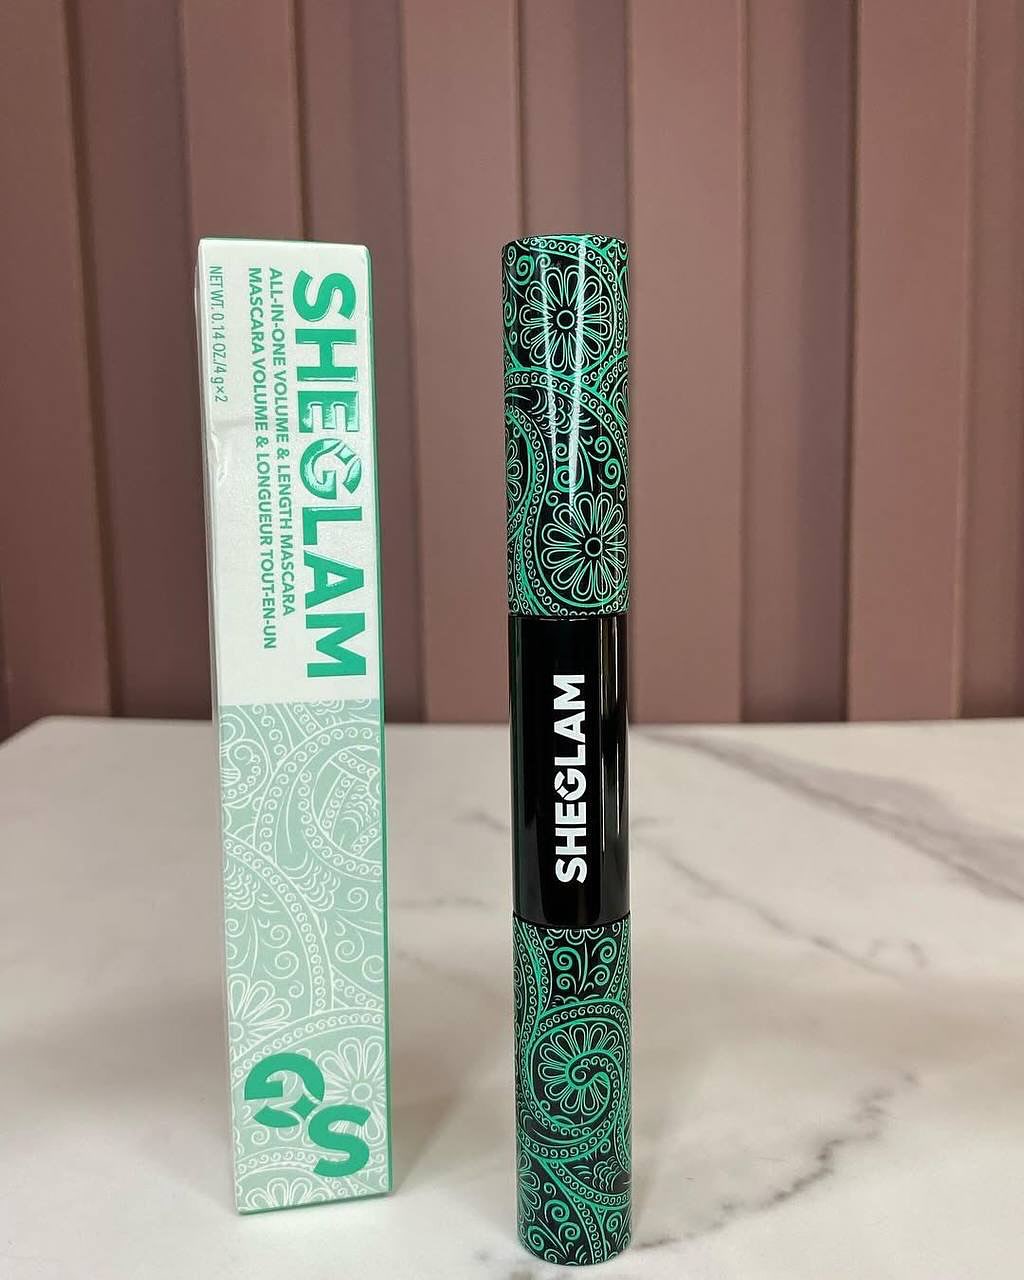 SHEGLAM
ALL-IN-ONE VOLUME & LENGTH MASCARA
MASCARA VOLUME & LONGUEUR TOUT-EN-UN
NET WT. 0.14 OZ./4 g×2
GS
SHEGLAM